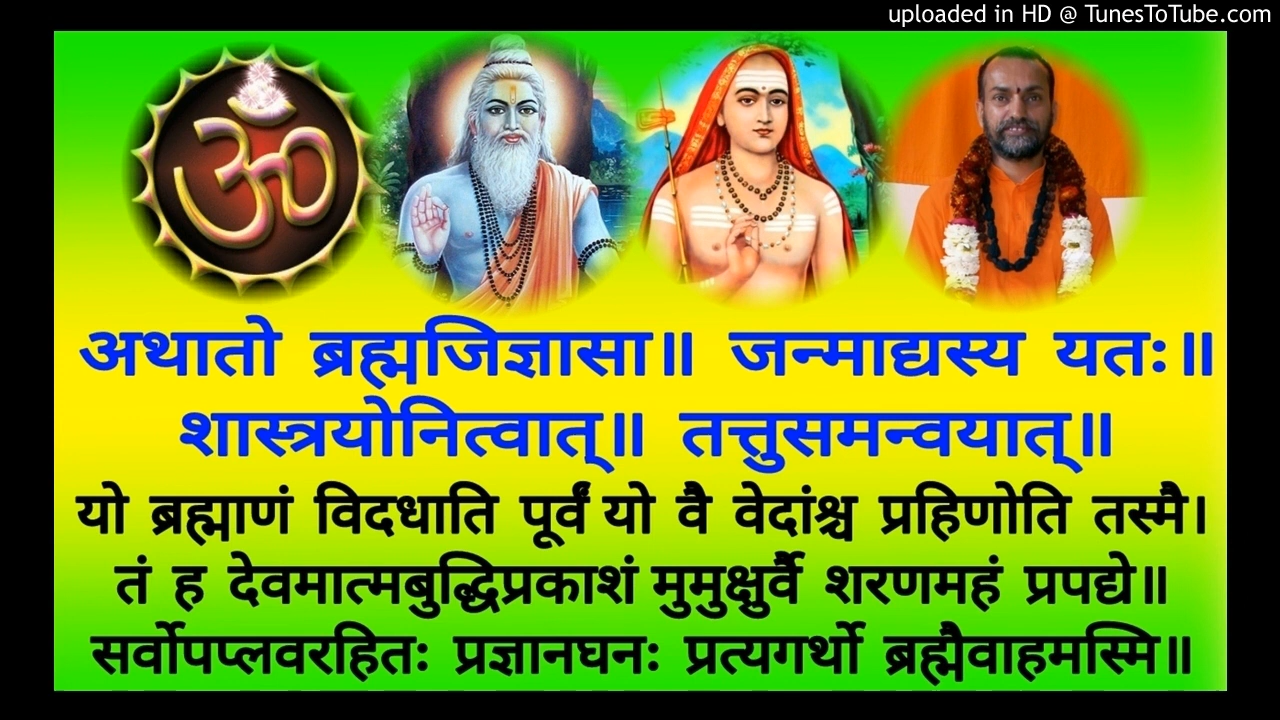 uploaded in HD @ TunesToTube.com
ॐ
अथातो ब्रह्मजिज्ञासा॥ जन्माद्यस्य यतः॥
शास्त्रयोनित्वात्॥ तत्तुसमन्वयात्॥
यो ब्रह्माणं विदधाति पूर्वं यो वै वेदांश्च प्रहिणोति तस्मै।
तं ह देवमात्मबुद्धिप्रकाशं मुमुक्षुर्वै शरणमहं प्रपद्ये॥
सर्वोपप्लवरहितः प्रज्ञानघनः प्रत्यगर्थो ब्रह्मैवाहमस्मि॥